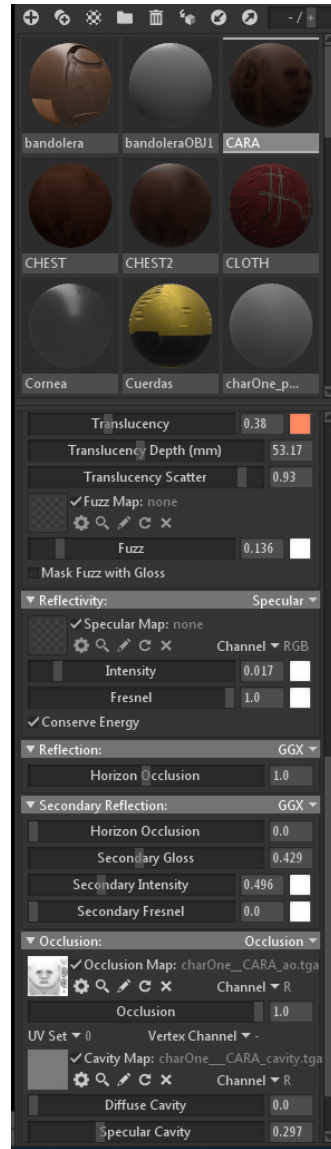 - / +
bandolera bandoleraOBJ1 CARA
CHEST CHEST2 CLOTH
Cornea Cuerdas charOne_p...
Translucency 0.38
Translucency Depth (mm) 53.17
Translucency Scatter 0.93
Fuzz Map: none
Fuzz 0.136
Mask Fuzz with Gloss
Reflectivity: Specular
Specular Map: none
Channel RGB
Intensity 0.017
Fresnel 1.0
Conserve Energy
Reflection: GGX
Horizon Occlusion 1.0
Secondary Reflection: GGX
Horizon Occlusion 0.0
Secondary Gloss 0.429
Secondary Intensity 0.496
Secondary Fresnel 0.0
Occlusion: Occlusion
Occlusion Map: charOne__CARA_ao.tga
Channel R
Occlusion 1.0
UV Set 0 Vertex Channel -
Cavity Map: charOne__CARA_cavity.tga
Channel R
Diffuse Cavity 0.0
Specular Cavity 0.297